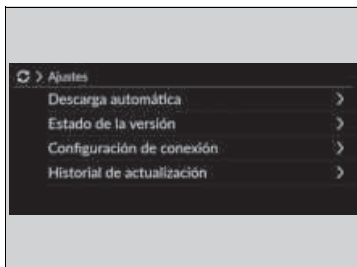 Ajustes
Descarga automática
Estado de la versión
Configuración de conexión
Historial de actualización